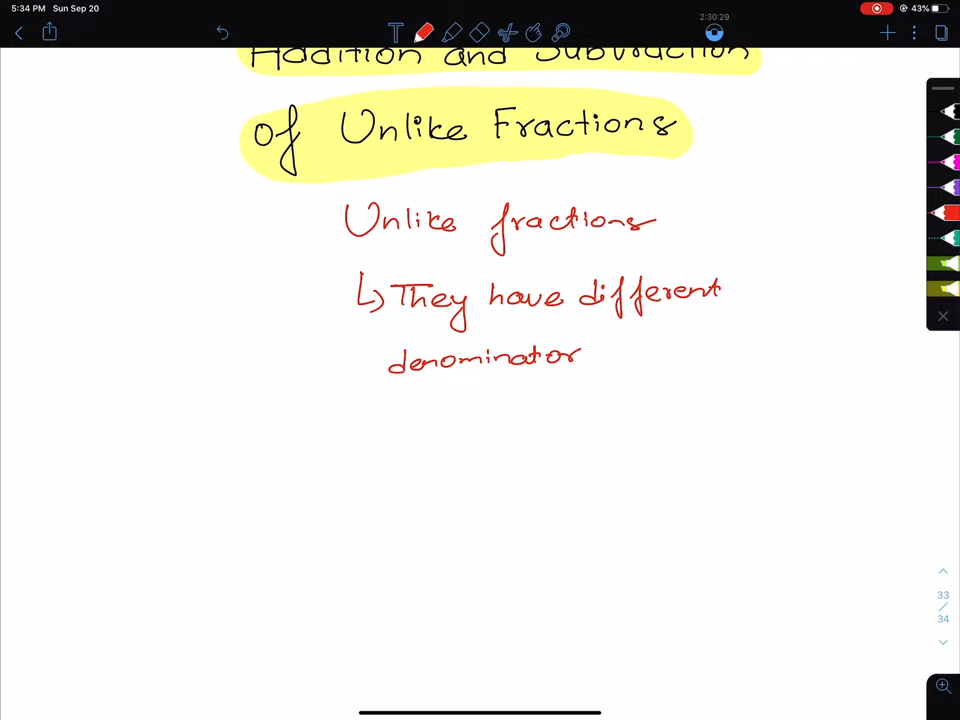 5:34 PM Sun Sep 20
43%
2:30:29
Addition and Subtraction
of Unlike Fractions
Unlike fractions
↳ They have different
denominator
33
/
34